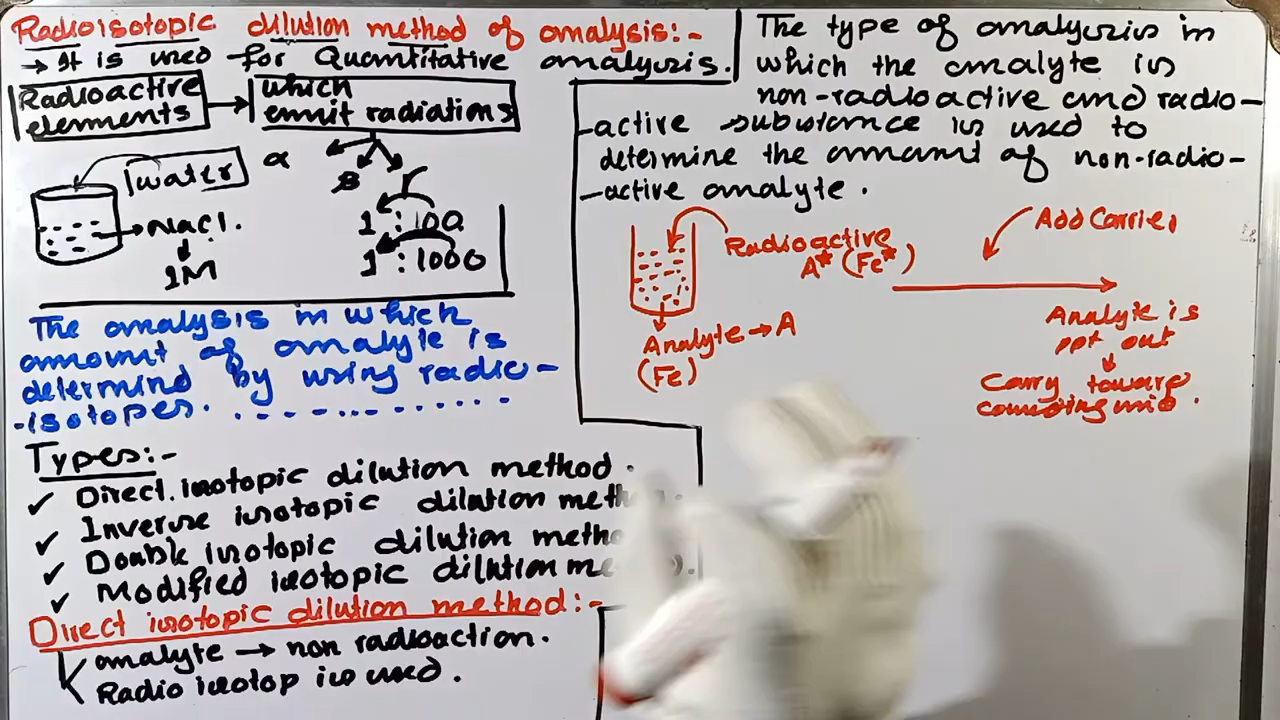 Radioisotopic dilution method of analysis:-
→ It is used for Quantitative analysis.
Radioactive elements → which emit radiations
α β r
water
NaCl.
1M
1 : 100
1 : 1000
The analysis in which
amount of analyte is
determind by using radio-
-isotopes. . . . . . . . . . . . . .
Types:-
✓ Direct. isotopic dilution method.
✓ Inverse isotopic dilution meth
✓ Double isotopic dilution metho
✓ Modified isotopic dilution me
Direct isotopic dilution method:-
analyte → non radioaction.
Radio isotop is used.
The type of analysis in
which the analyte is
non-radioactive and radio-
-active substance is used to
determine the amount of non-radio-
-active analyte.
Radioactive
A* (Fe*)
Analyte → A
(Fe)
Add Carrier
Analyte is
ppt out
Carry toward